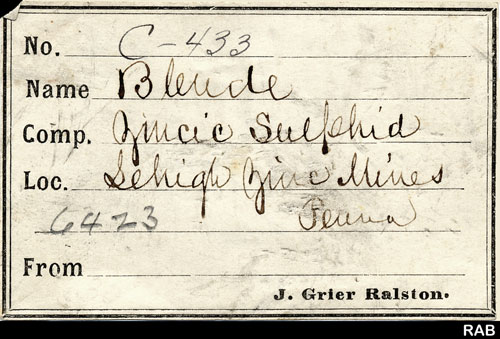 No. C-433
Name Blende
Comp. Zincic Sulphid
Loc. Lehigh Zinc Mines
6423 Penna
From
J. Grier Ralston.
RAB